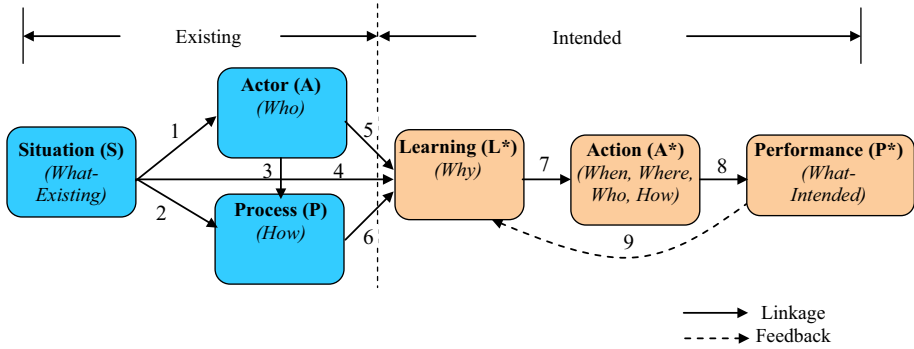 Existing
Intended
Actor (A)
(Who)
1
5
Situation (S)
(What-
Existing)
Learning (L*)
(Why)
7
Action (A*)
(When, Where,
Who, How)
8
Performance (P*)
(What-
Intended)
3
4
2
Process (P)
(How)
6
9
Linkage
Feedback